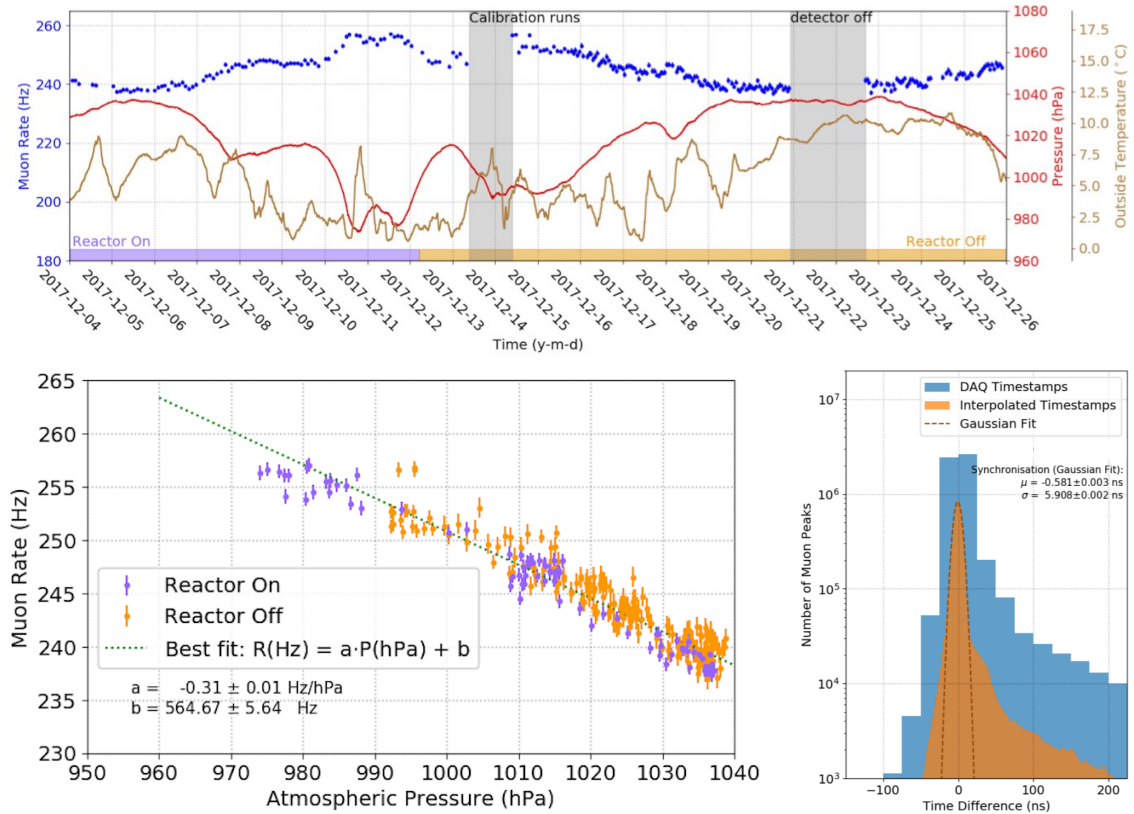 Calibration runs
detector off
260
240
220
200
180
Muon Rate (Hz)
1080
1060
1040
1020
1000
980
960
Pressure (hPa)
17.5
15.0
12.5
10.0
7.5
5.0
2.5
0.0
Outside Temperature (°C)
Reactor On
Reactor Off
2017-12-04
2017-12-05
2017-12-06
2017-12-07
2017-12-08
2017-12-09
2017-12-10
2017-12-11
2017-12-12
2017-12-13
2017-12-14
2017-12-15
2017-12-16
2017-12-17
2017-12-18
2017-12-19
2017-12-20
2017-12-21
2017-12-22
2017-12-23
2017-12-24
2017-12-25
2017-12-26
Time (y-m-d)
265
260
255
250
245
240
235
230
Muon Rate (Hz)
Reactor On
Reactor Off
Best fit: R(Hz) = a·P(hPa) + b
a = -0.31 ± 0.01 Hz/hPa
b = 564.67 ± 5.64 Hz
950 960 970 980 990 1000 1010 1020 1030 1040
Atmospheric Pressure (hPa)
DAQ Timestamps
Interpolated Timestamps
Gaussian Fit
Synchronisation (Gaussian Fit):
μ = -0.581±0.003 ns
σ = 5.908±0.002 ns
10⁷
10⁶
10⁵
10⁴
10³
Number of Muon Peaks
−100 0 100 200
Time Difference (ns)